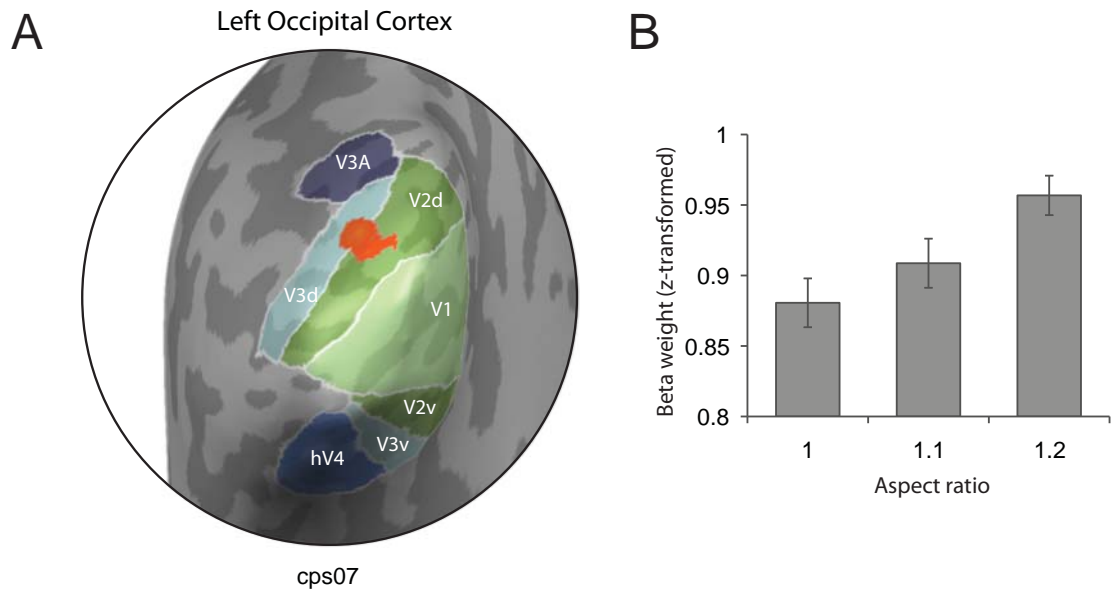 A
Left Occipital Cortex
V3A
V2d
V3d
V1
V2v
V3v
hV4
cps07
B
Beta weight (z-transformed)
1
0.95
0.9
0.85
0.8
1
1.1
1.2
Aspect ratio